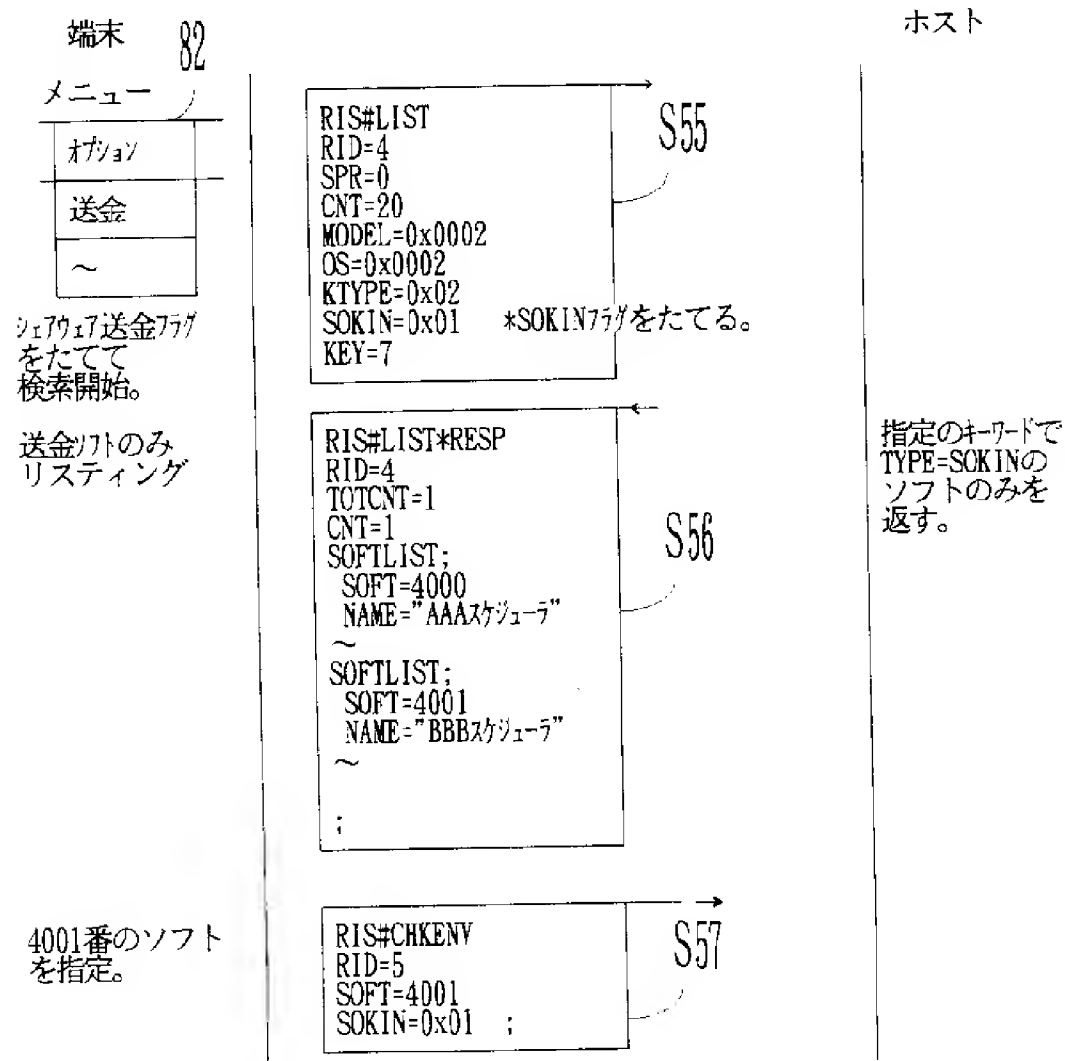 端末
82
ホスト
メニュー
オプション
送金
~
シェアウェア送金フラグ
をたてて
検索開始。
RIS#LIST
RID=4
SPR=0
CNT=20
MODEL=0x0002
OS=0x0002
KTYPE=0x02
SOKIN=0x01 *SOKINフラグをたてる。
KEY=7
S55
送金ソフトのみ
リスティング
RIS#LIST*RESP
RID=4
TOTCNT=1
CNT=1
SOFTLIST;
SOFT=4000
NAME="AAAスケジューラ"
~
SOFTLIST;
SOFT=4001
NAME="BBBスケジューラ"
~
;
S56
指定のキーワードで
TYPE=SOKINの
ソフトのみを
返す。
4001番のソフト
を指定。
RIS#CHKENV
RID=5
SOFT=4001
SOKIN=0x01 ;
S57